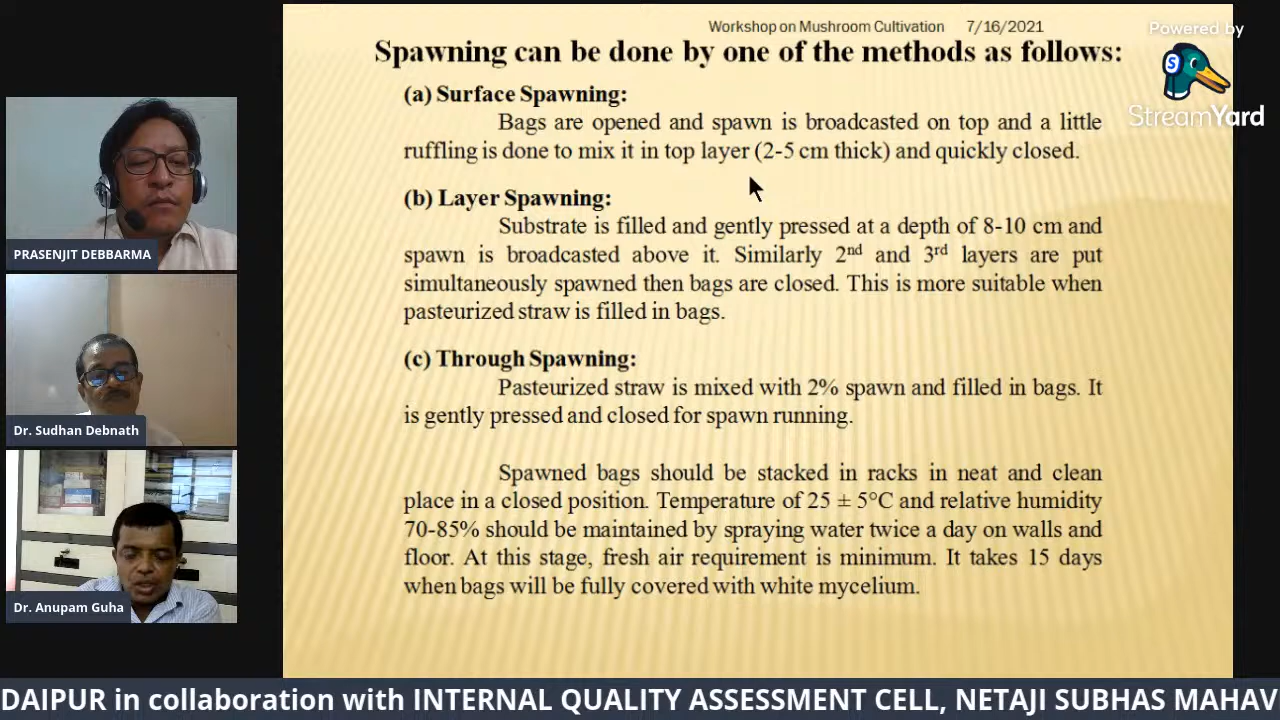 Workshop on Mushroom Cultivation 7/16/2021
Powered by
StreamYard
Spawning can be done by one of the methods as follows:
(a) Surface Spawning:
Bags are opened and spawn is broadcasted on top and a little
ruffling is done to mix it in top layer (2-5 cm thick) and quickly closed.
(b) Layer Spawning:
Substrate is filled and gently pressed at a depth of 8-10 cm and
spawn is broadcasted above it. Similarly 2nd and 3rd layers are put
simultaneously spawned then bags are closed. This is more suitable when
pasteurized straw is filled in bags.
(c) Through Spawning:
Pasteurized straw is mixed with 2% spawn and filled in bags. It
is gently pressed and closed for spawn running.
Spawned bags should be stacked in racks in neat and clean
place in a closed position. Temperature of 25 ± 5°C and relative humidity
70-85% should be maintained by spraying water twice a day on walls and
floor. At this stage, fresh air requirement is minimum. It takes 15 days
when bags will be fully covered with white mycelium.
PRASENJIT DEBBARMA
Dr. Sudhan Debnath
Dr. Anupam Guha
DAIPUR in collaboration with INTERNAL QUALITY ASSESSMENT CELL, NETAJI SUBHAS MAHAV